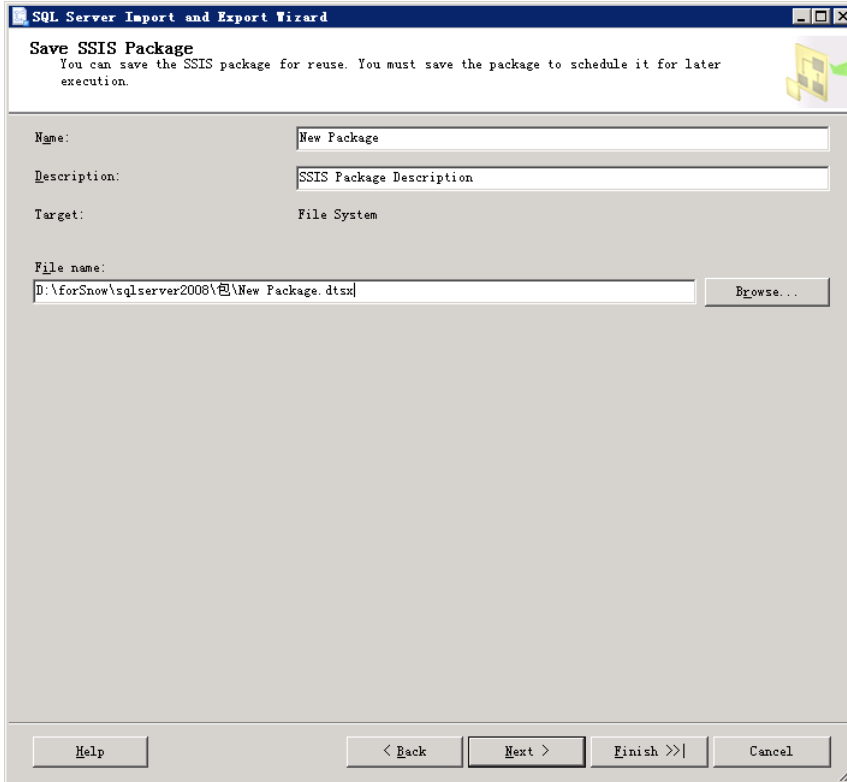 SQL Server Import and Export Wizard
Save SSIS Package
You can save the SSIS package for reuse. You must save the package to schedule it for later
execution.
Name: New Package
Description: SSIS Package Description
Target: File System
File name:
D:\forSnow\sqlserver2008\包\New Package.dtsx Browse...
Help < Back Next > Finish >>| Cancel